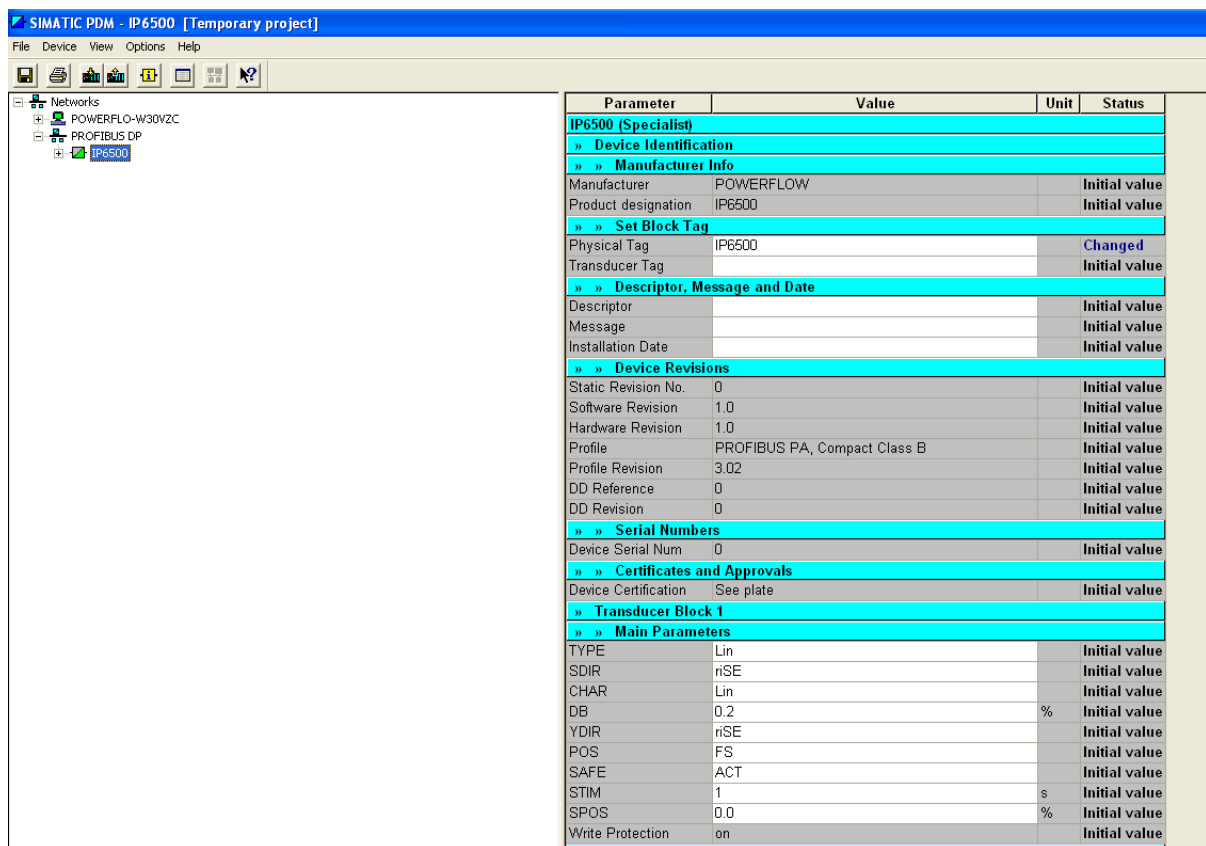 SIMATIC PDM - IP6500 [Temporary project]
File Device View Options Help
Networks
POWERFLO-W30VZC
PROFIBUS DP
IP6500
Parameter Value Unit Status
IP6500 (Specialist)
» Device Identification
» » Manufacturer Info
Manufacturer POWERFLOW Initial value
Product designation IP6500 Initial value
» » Set Block Tag
Physical Tag IP6500 Changed
Transducer Tag Initial value
» » Descriptor, Message and Date
Descriptor Initial value
Message Initial value
Installation Date Initial value
» » Device Revisions
Static Revision No. 0 Initial value
Software Revision 1.0 Initial value
Hardware Revision 1.0 Initial value
Profile PROFIBUS PA, Compact Class B Initial value
Profile Revision 3.02 Initial value
DD Reference 0 Initial value
DD Revision 0 Initial value
» » Serial Numbers
Device Serial Num 0 Initial value
» » Certificates and Approvals
Device Certification See plate Initial value
» Transducer Block 1
» » Main Parameters
TYPE Lin Initial value
SDIR riSE Initial value
CHAR Lin Initial value
DB 0.2 % Initial value
YDIR riSE Initial value
POS FS Initial value
SAFE ACT Initial value
STIM 1 s Initial value
SPOS 0.0 % Initial value
Write Protection on Initial value